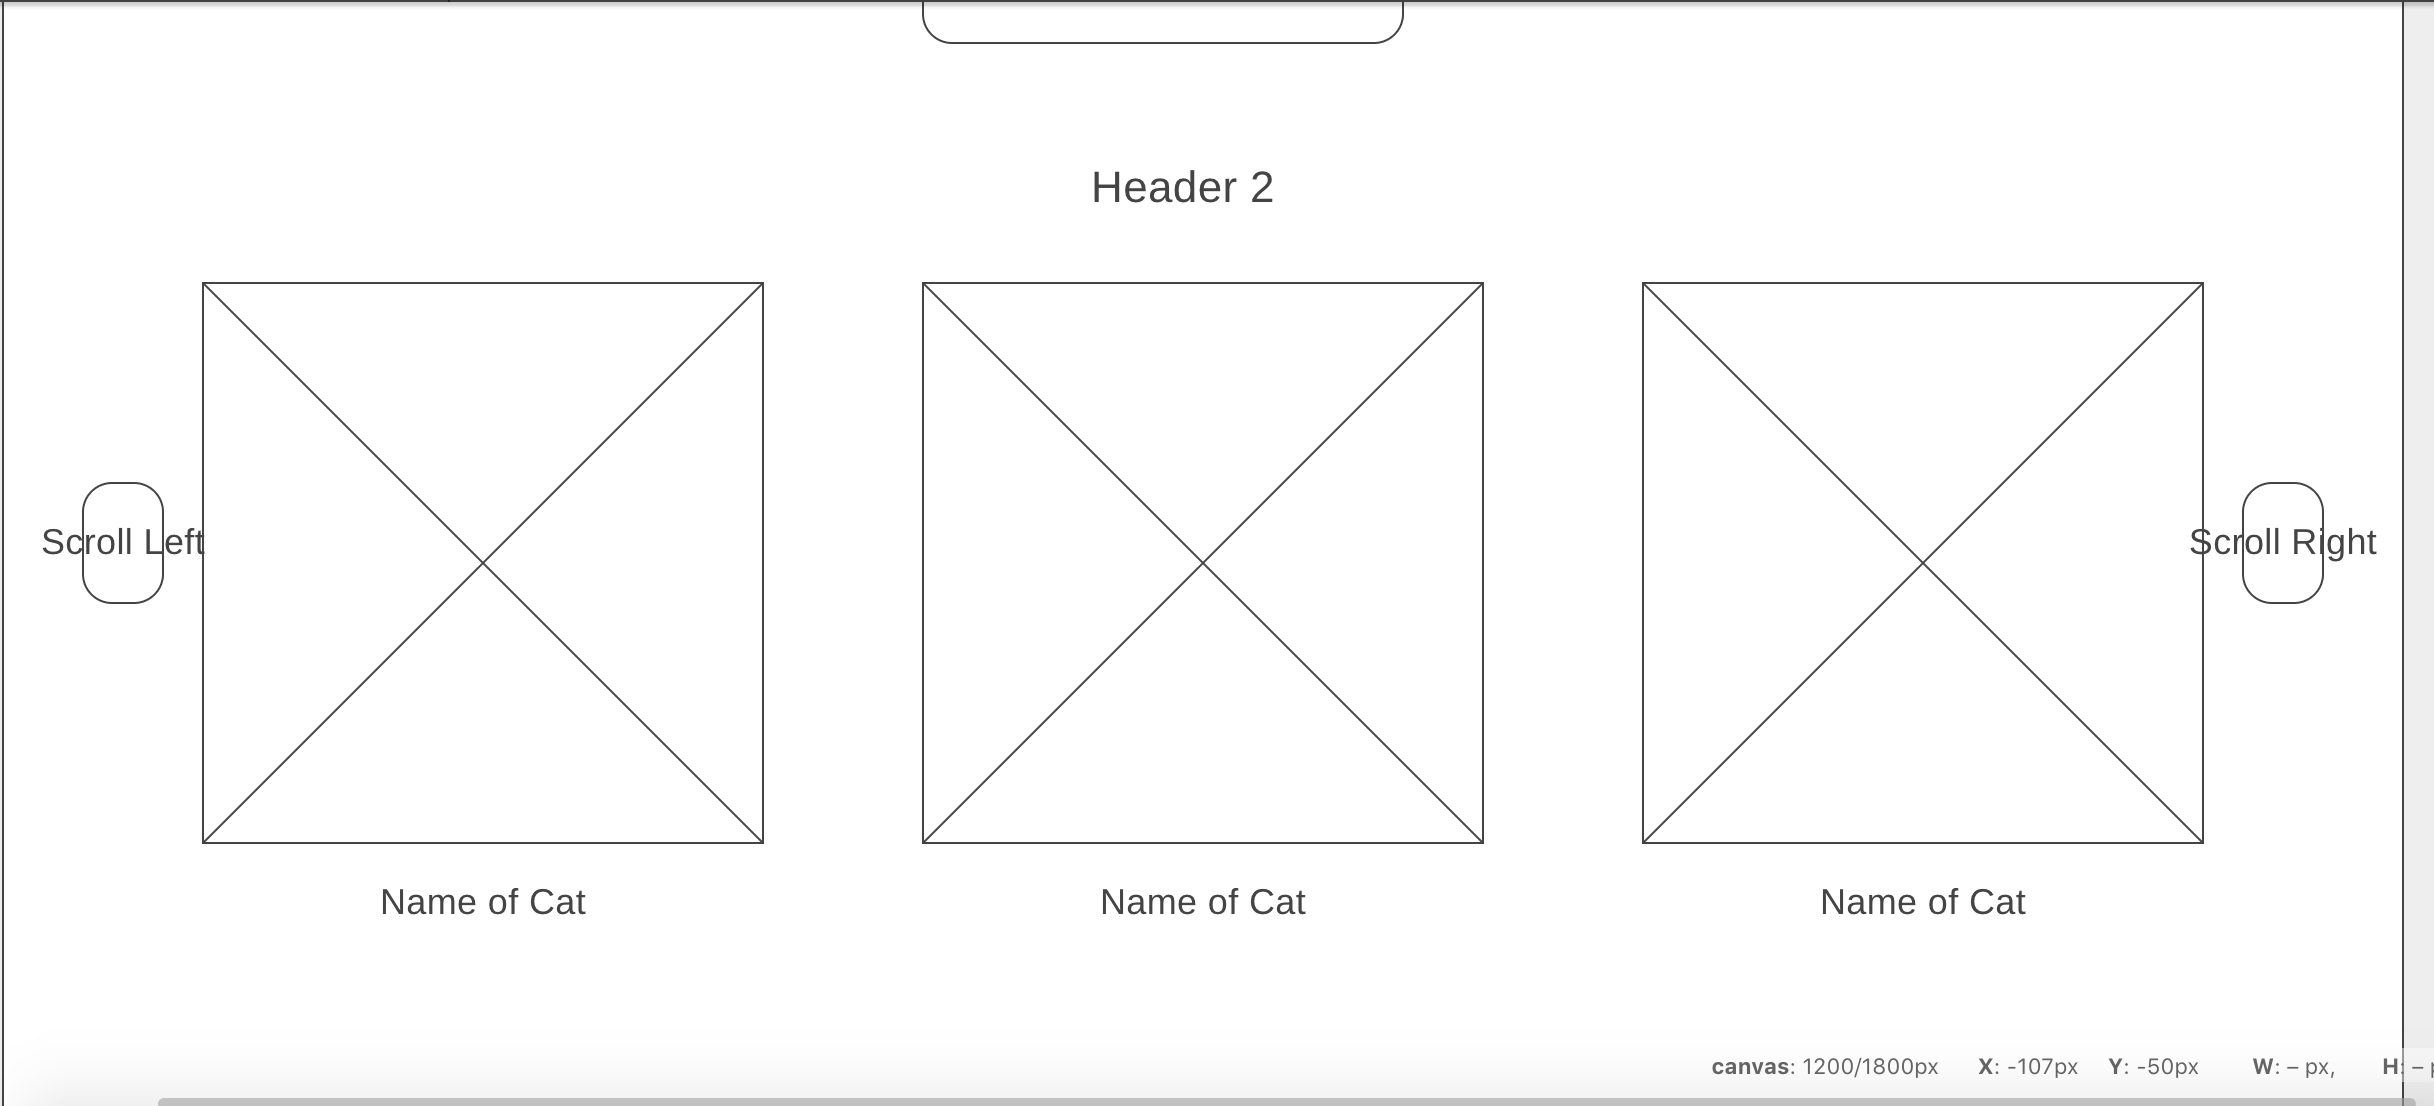 Header 2
Scroll Left
Scroll Right
Name of Cat
Name of Cat
Name of Cat
canvas: 1200/1800px X: -107px Y: -50px W: – px, H: – p